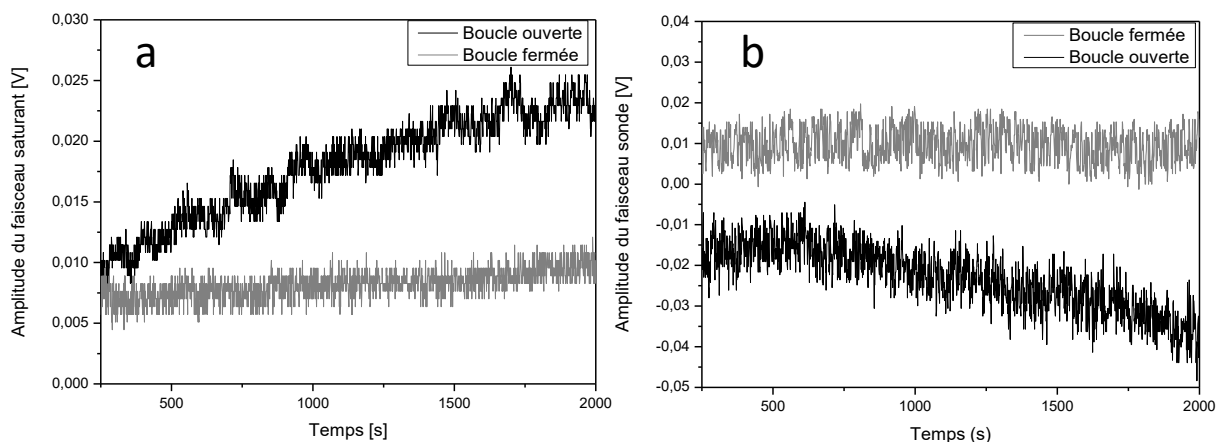 a
Boucle ouverte
Boucle fermée
0,030
0,025
0,020
0,015
0,010
0,005
0,000
500
1000
1500
2000
Amplitude du faisceau saturant [V]
Temps [s]
b
Boucle fermée
Boucle ouverte
0,04
0,03
0,02
0,01
0,00
-0,01
-0,02
-0,03
-0,04
-0,05
500
1000
1500
2000
Amplitude du faisceau sonde [V]
Temps (s)